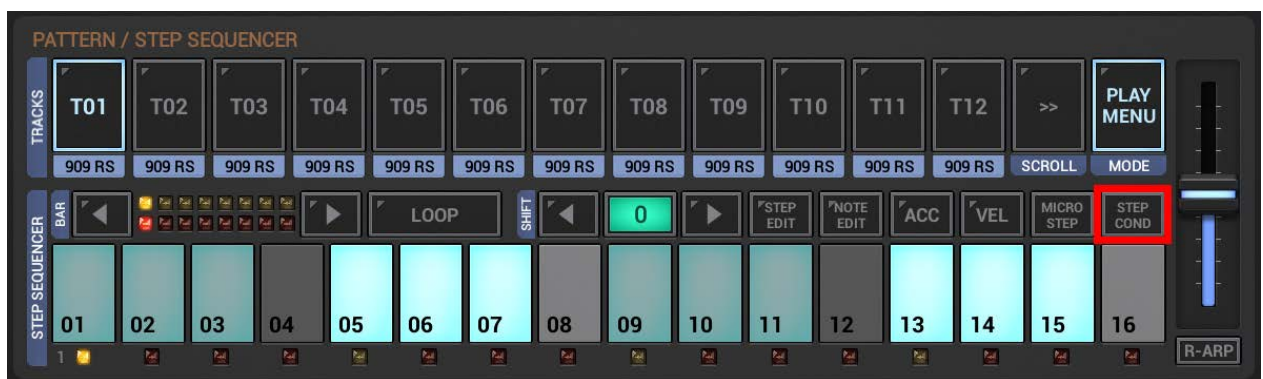 PATTERN / STEP SEQUENCER
TRACKS
T01 T02 T03 T04 T05 T06 T07 T08 T09 T10 T11 T12 >> PLAY MENU
909 RS 909 RS 909 RS 909 RS 909 RS 909 RS 909 RS 909 RS 909 RS 909 RS 909 RS 909 RS SCROLL MODE
STEP SEQUENCER
BAR LOOP SHIFT 0 STEP EDIT NOTE EDIT ACC VEL MICRO STEP STEP COND
01 02 03 04 05 06 07 08 09 10 11 12 13 14 15 16
1 R-ARP